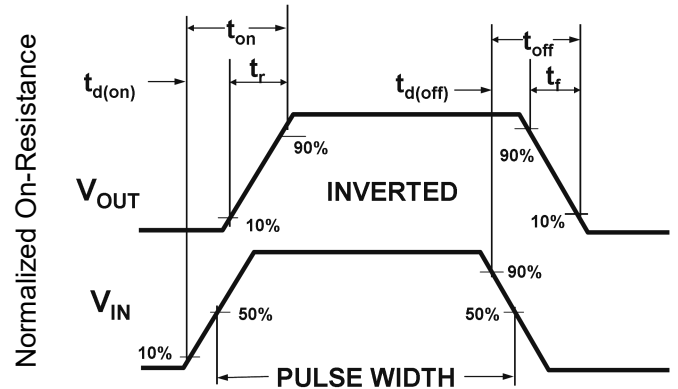 Normalized On-Resistance
ton
toff
td(on)
tr
td(off)
tf
90%
90%
VOUT
INVERTED
10%
10%
90%
VIN
50%
50%
10%
PULSE WIDTH